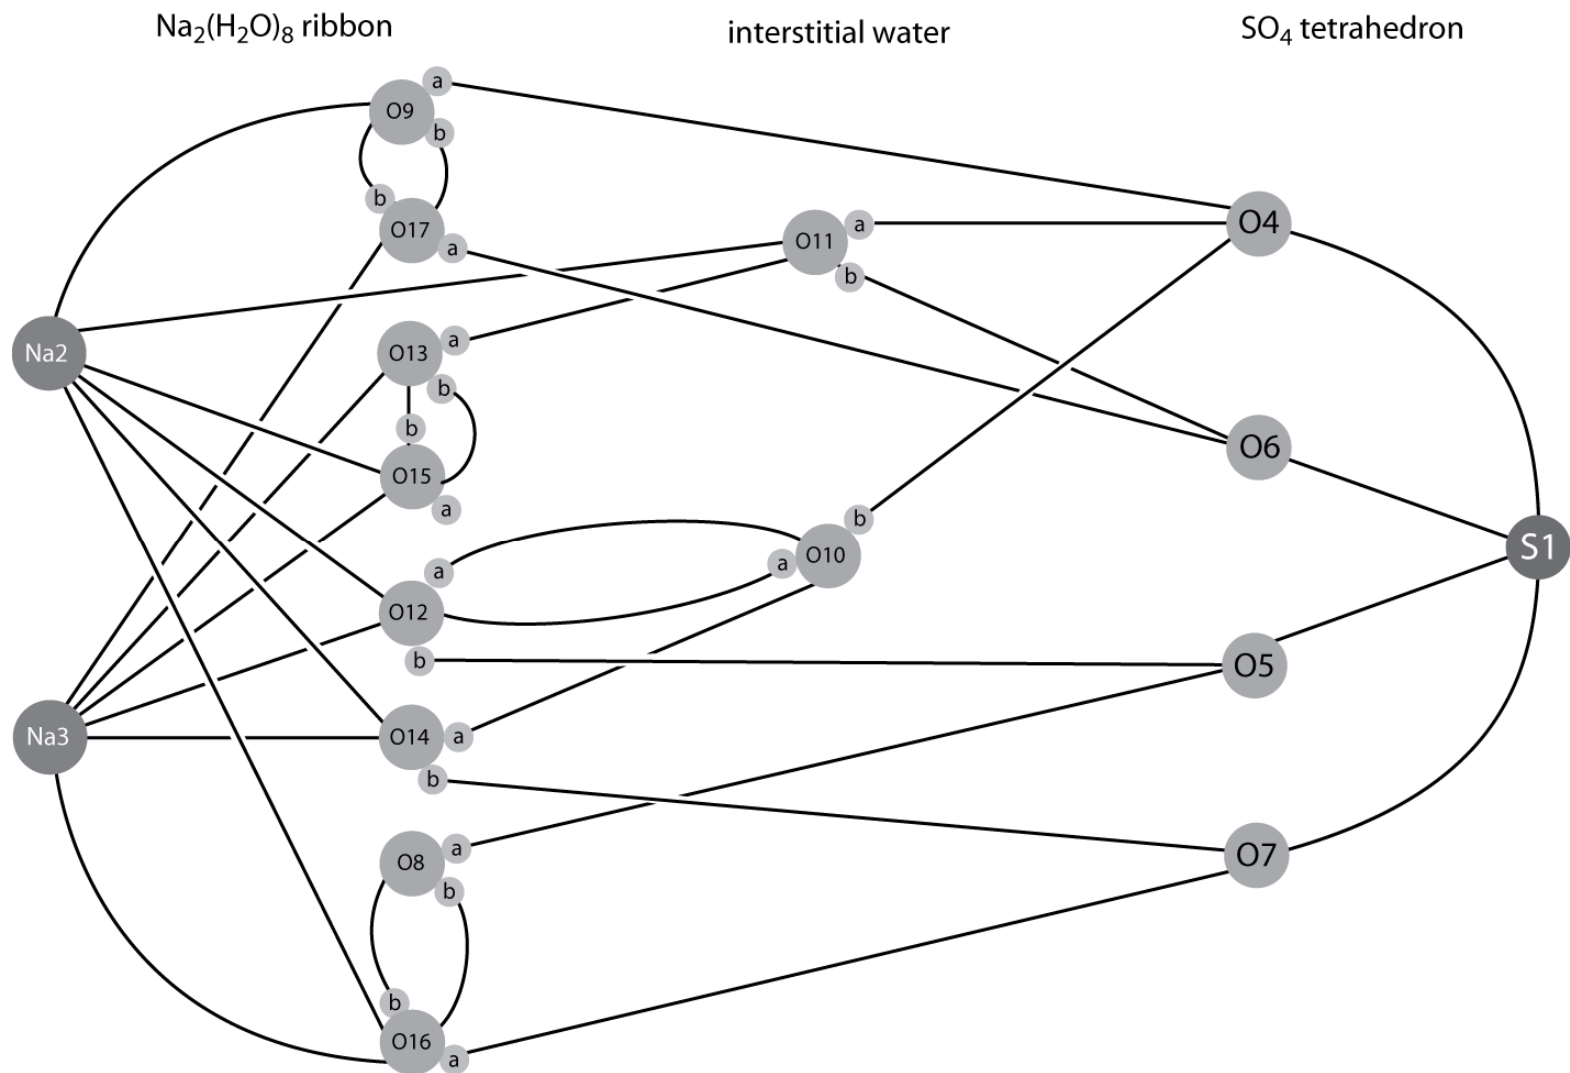 Na₂(H₂O)₈ ribbon
interstitial water
SO₄ tetrahedron
a
O9
b
b
O17
a
O11
a
b
O4
Na2
O13
a
b
b
O15
a
O6
b
O10
a
S1
a
O12
b
O5
Na3
O14
a
b
O8
a
b
O7
b
O16
a